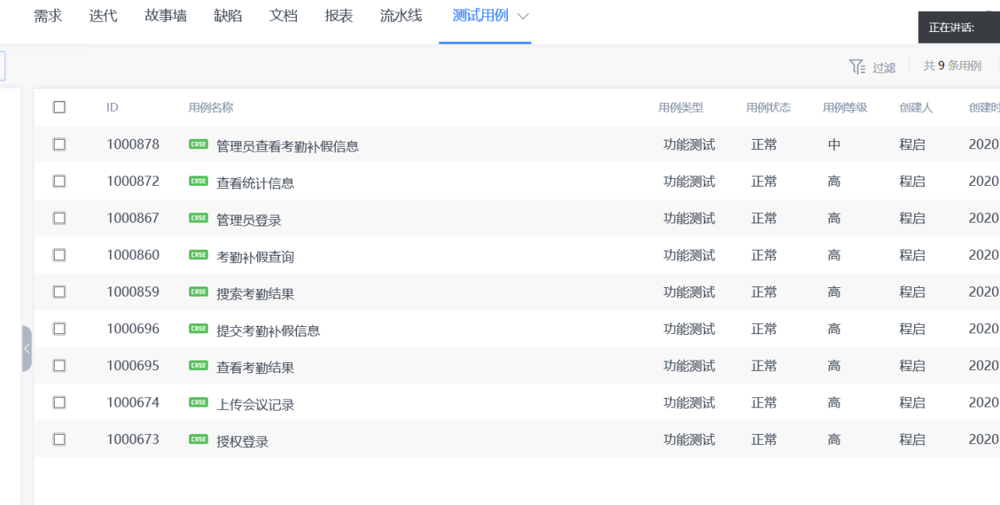 需求 迭代 故事墙 缺陷 文档 报表 流水线 测试用例
正在讲话:
过滤 共 9 条用例
ID 用例名称 用例类型 用例状态 用例等级 创建人 创建时
1000878 CASE 管理员查看考勤补假信息 功能测试 正常 中 程启 2020
1000872 CASE 查看统计信息 功能测试 正常 高 程启 2020
1000867 CASE 管理员登录 功能测试 正常 高 程启 2020
1000860 CASE 考勤补假查询 功能测试 正常 高 程启 2020
1000859 CASE 搜索考勤结果 功能测试 正常 高 程启 2020
1000696 CASE 提交考勤补假信息 功能测试 正常 高 程启 2020
1000695 CASE 查看考勤结果 功能测试 正常 高 程启 2020
1000674 CASE 上传会议记录 功能测试 正常 高 程启 2020
1000673 CASE 授权登录 功能测试 正常 高 程启 2020